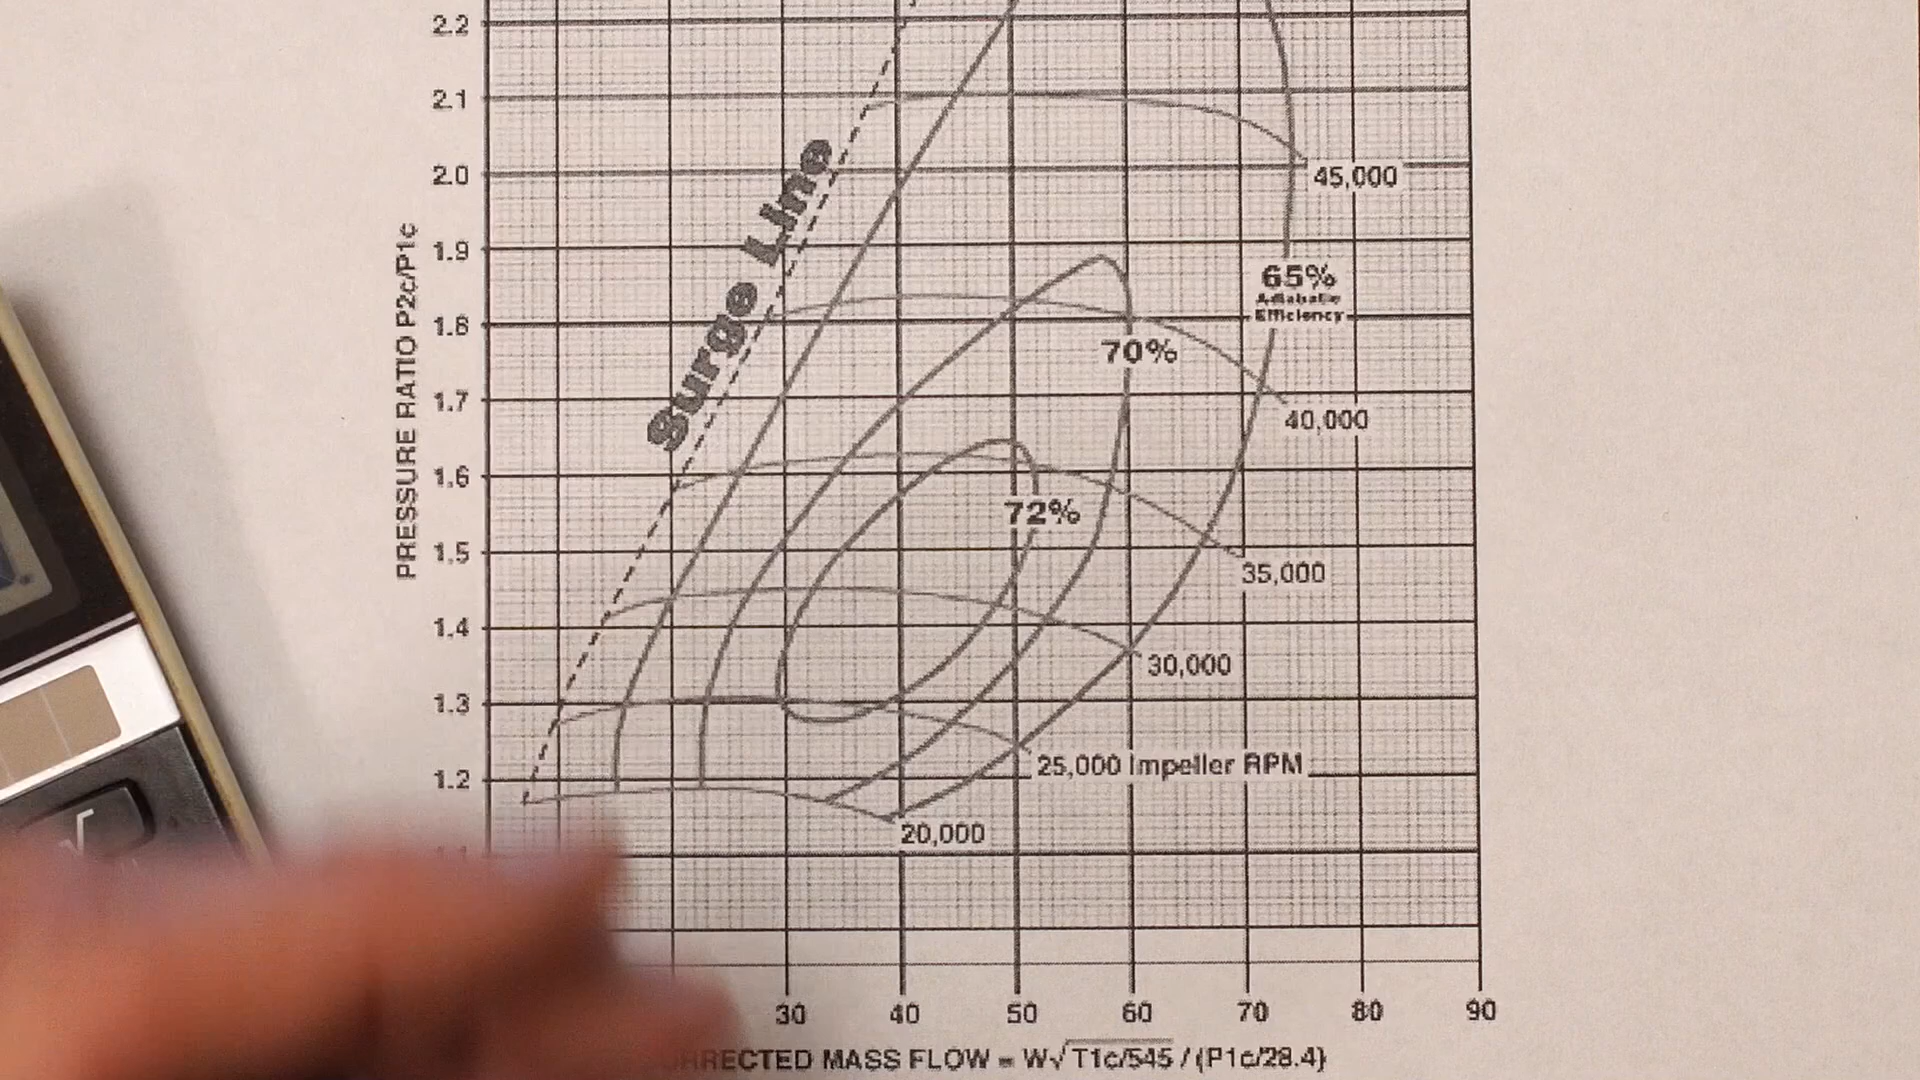 2.2
2.1
2.0
1.9
1.8
1.7
1.6
1.5
1.4
1.3
1.2
PRESSURE RATIO P2c/P1c
Surge Line
45,000
65%
Adiabatic
Efficiency
70%
40,000
72%
35,000
30,000
25,000 Impeller RPM
20,000
30 40 50 60 70 80 90
MASS FLOW = W√T1c/545 / (P1c/28.4)